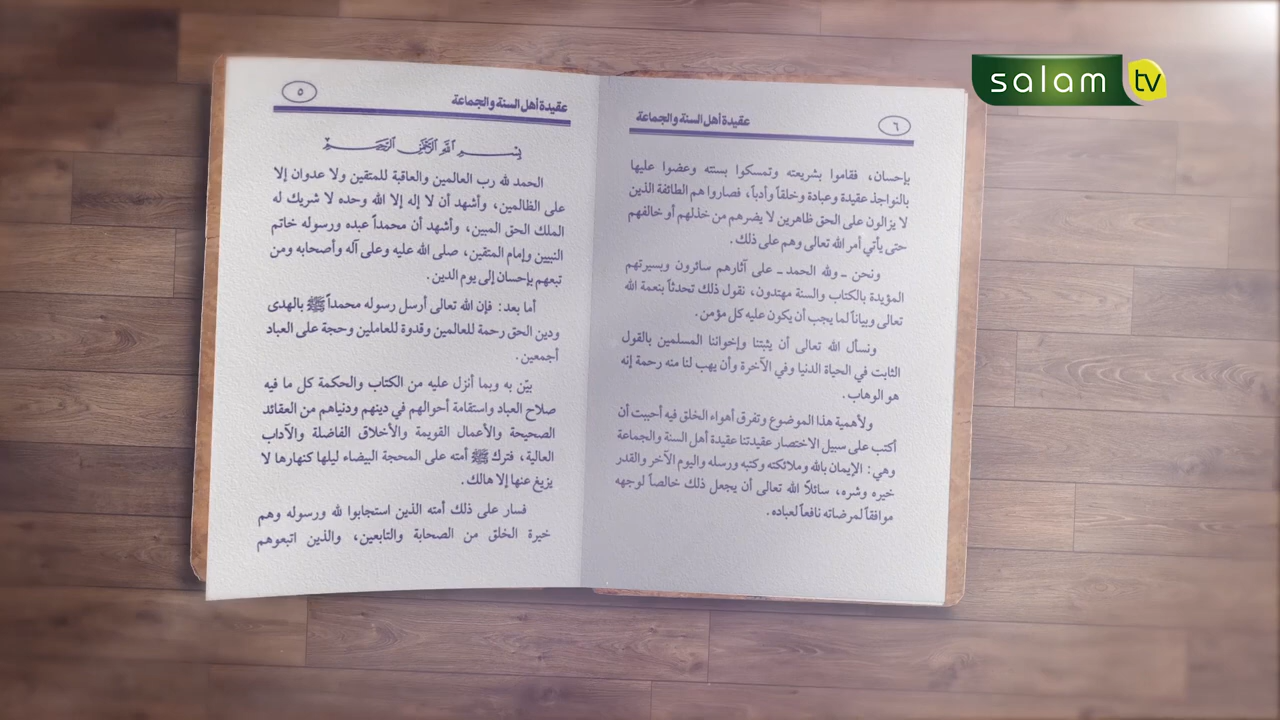 salam tv
٥
عقيدة أهل السنة والجماعة
بسم الله الرحمن الرحيم
الحمد لله رب العالمين والعاقبة للمتقين ولا عدوان إلا
على الظالمين، وأشهد أن لا إله إلا الله وحده لا شريك له
الملك الحق المبين، وأشهد أن محمداً عبده ورسوله خاتم
النبيين وإمام المتقين، صلى الله عليه وعلى آله وأصحابه ومن
تبعهم بإحسان إلى يوم الدين.
أما بعد: فإن الله تعالى أرسل رسوله محمداً ﷺ بالهدى
ودين الحق رحمة للعالمين وقدوة للعاملين وحجة على العباد
أجمعين.
بيّن به وبما أنزل عليه من الكتاب والحكمة كل ما فيه
صلاح العباد واستقامة أحوالهم في دينهم ودنياهم من العقائد
الصحيحة والأعمال القويمة والأخلاق الفاضلة والآداب
العالية، فترك ﷺ أمته على المحجة البيضاء ليلها كنهارها لا
يزيغ عنها إلا هالك.
فسار على ذلك أمته الذين استجابوا لله ورسوله وهم
خيرة الخلق من الصحابة والتابعين، والذين اتبعوهم
عقيدة أهل السنة والجماعة
٦
بإحسان، فقاموا بشريعته وتمسكوا بسنته وعضوا عليها
بالنواجذ عقيدة وعبادة وخلقاً وأدباً، فصاروا هم الطائفة الذين
لا يزالون على الحق ظاهرين لا يضرهم من خذلهم أو خالفهم
حتى يأتي أمر الله تعالى وهم على ذلك.
ونحن ـ ولله الحمد ـ على آثارهم سائرون وبسيرتهم
المؤيدة بالكتاب والسنة مهتدون، نقول ذلك تحدثاً بنعمة الله
تعالى وبياناً لما يجب أن يكون عليه كل مؤمن.
ونسأل الله تعالى أن يثبتنا وإخواننا المسلمين بالقول
الثابت في الحياة الدنيا وفي الآخرة وأن يهب لنا منه رحمة إنه
هو الوهاب.
ولأهمية هذا الموضوع وتفرق أهواء الخلق فيه أحببت أن
أكتب على سبيل الاختصار عقيدتنا عقيدة أهل السنة والجماعة
وهي: الإيمان بالله وملائكته وكتبه ورسله واليوم الآخر والقدر
خيره وشره، سائلاً الله تعالى أن يجعل ذلك خالصاً لوجهه
موافقاً لمرضاته نافعاً لعباده.